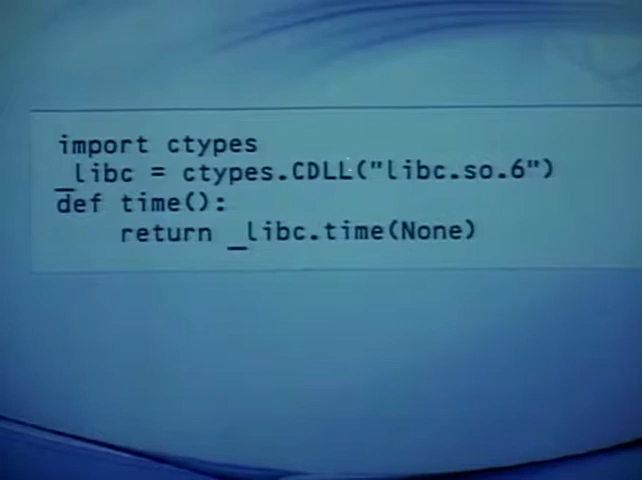 import ctypes
_libc = ctypes.CDLL("libc.so.6")
def time():
    return _libc.time(None)